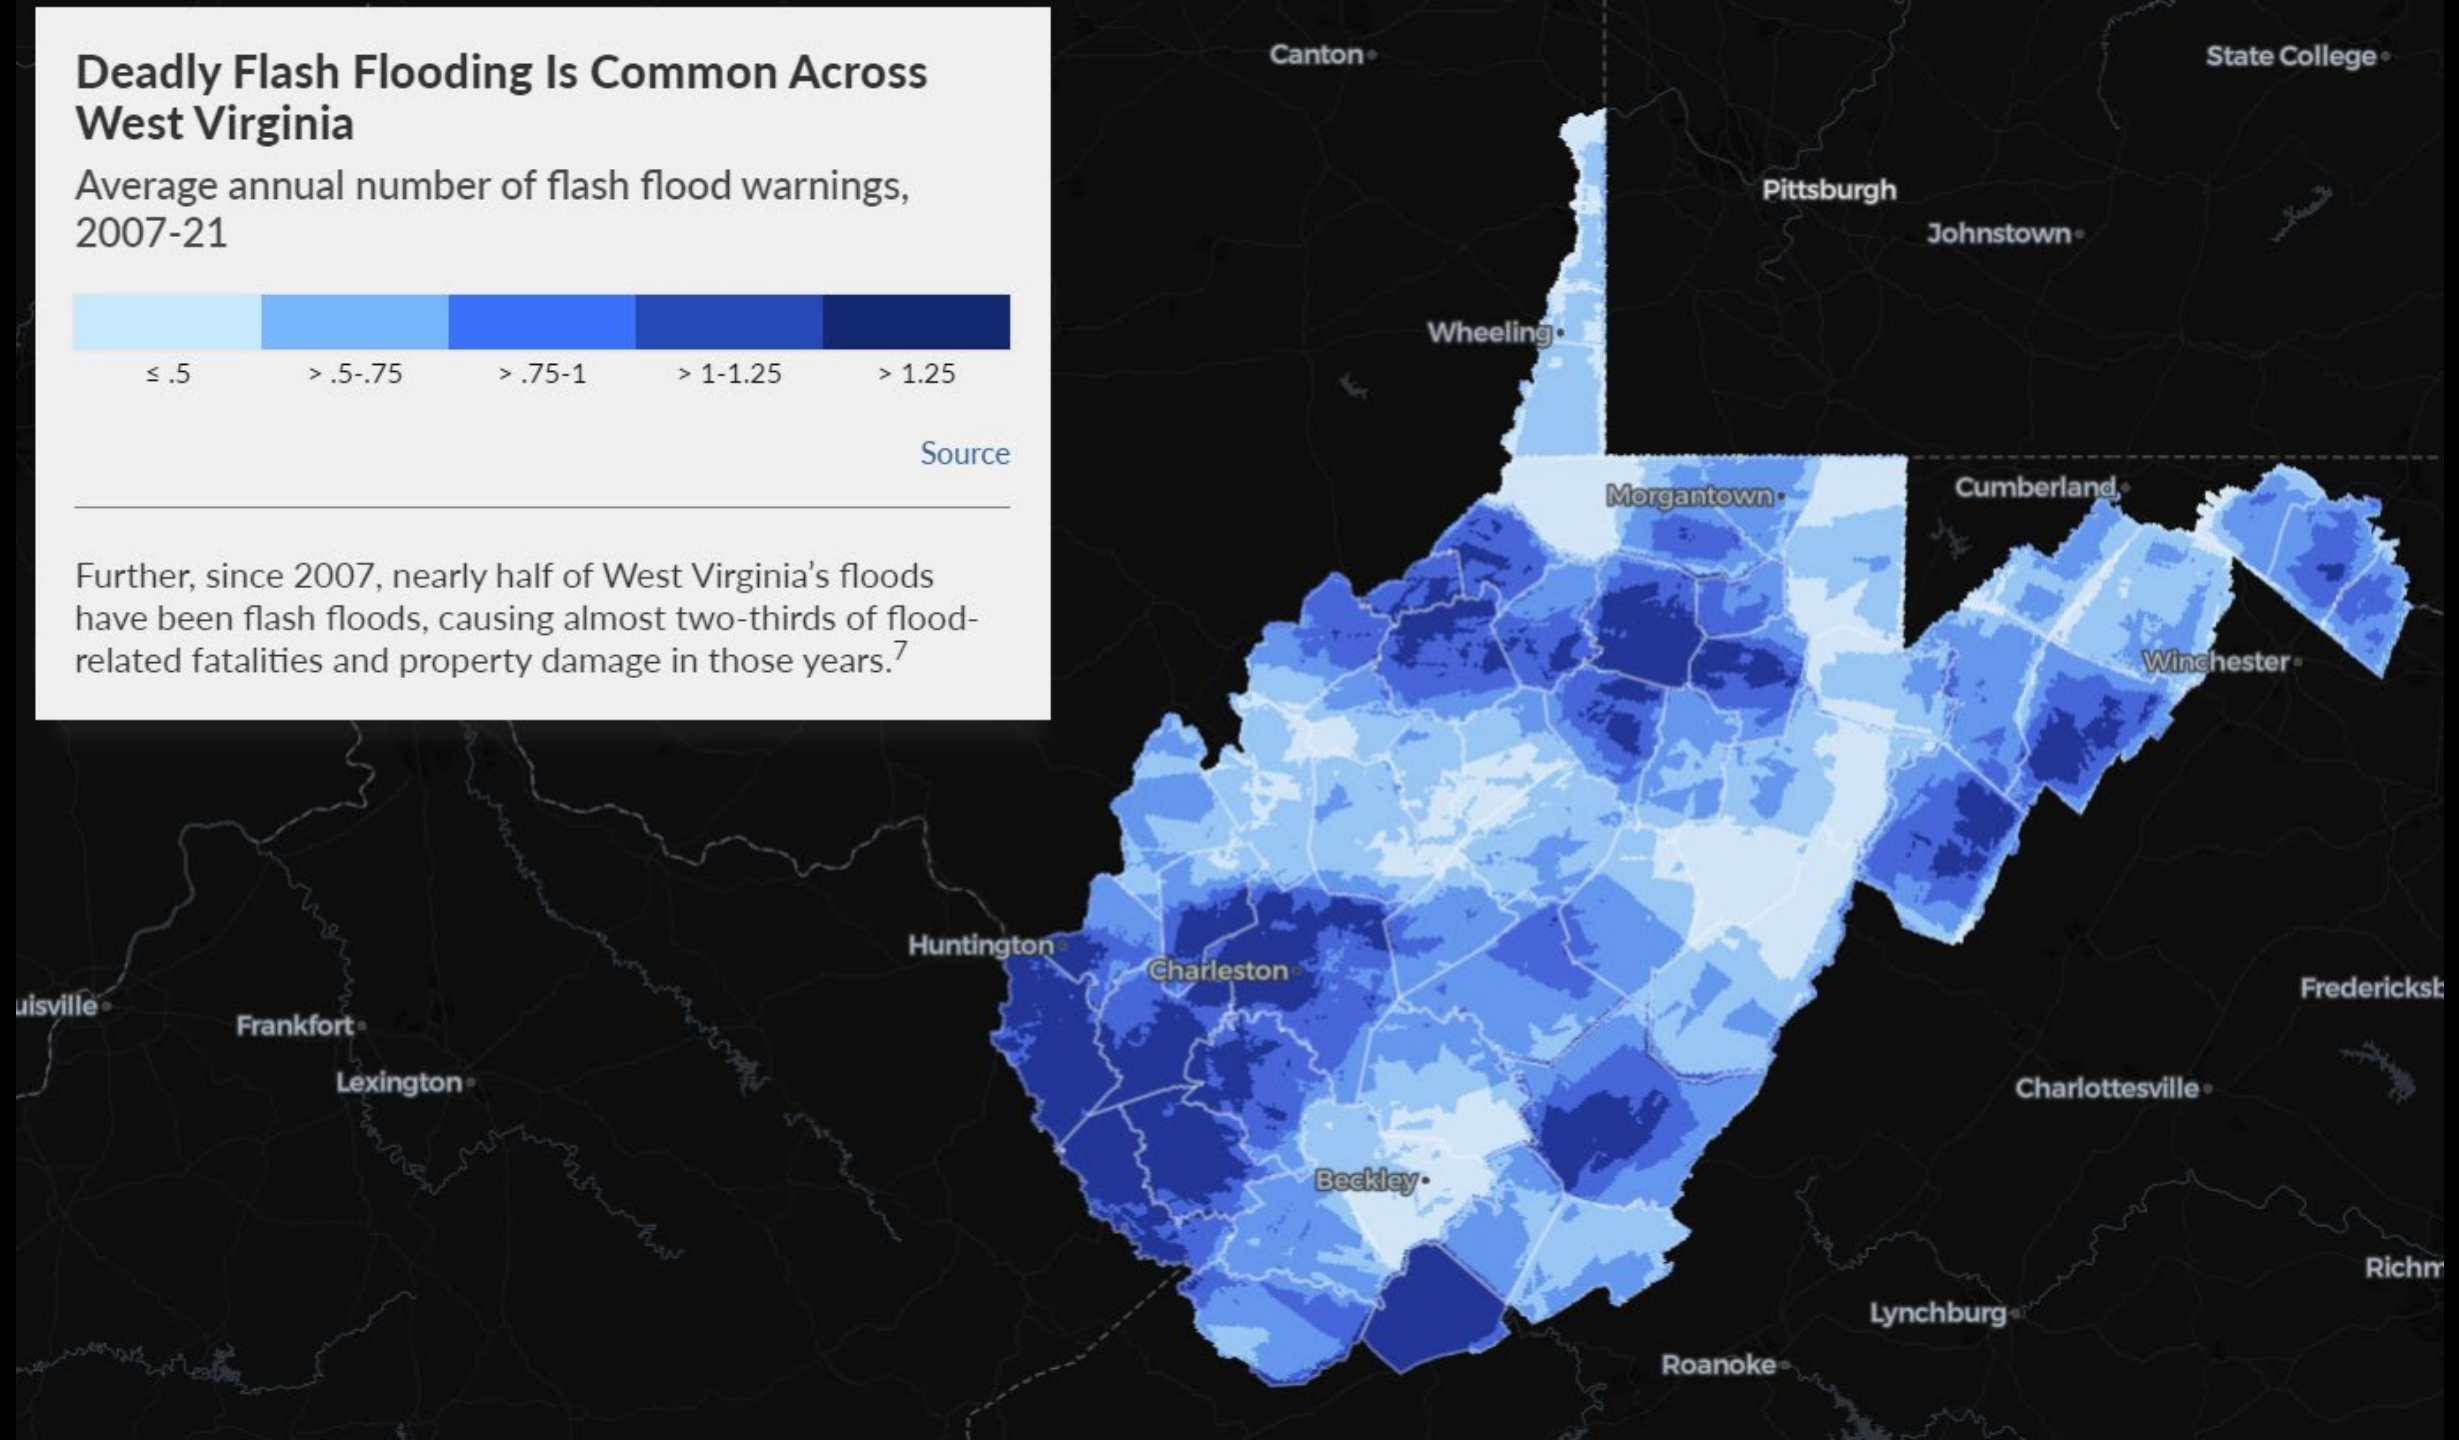 Deadly Flash Flooding Is Common Across
West Virginia
Average annual number of flash flood warnings,
2007-21
≤ .5 > .5-.75 > .75-1 > 1-1.25 > 1.25
Source
Further, since 2007, nearly half of West Virginia’s floods
have been flash floods, causing almost two-thirds of flood-
related fatalities and property damage in those years.7
Canton
State College
Pittsburgh
Johnstown
Wheeling
Cumberland
Morgantown
Winchester
Huntington
Charleston
uisville
Fredericksb
Frankfort
Lexington
Charlottesville
Beckley
Richm
Lynchburg
Roanoke